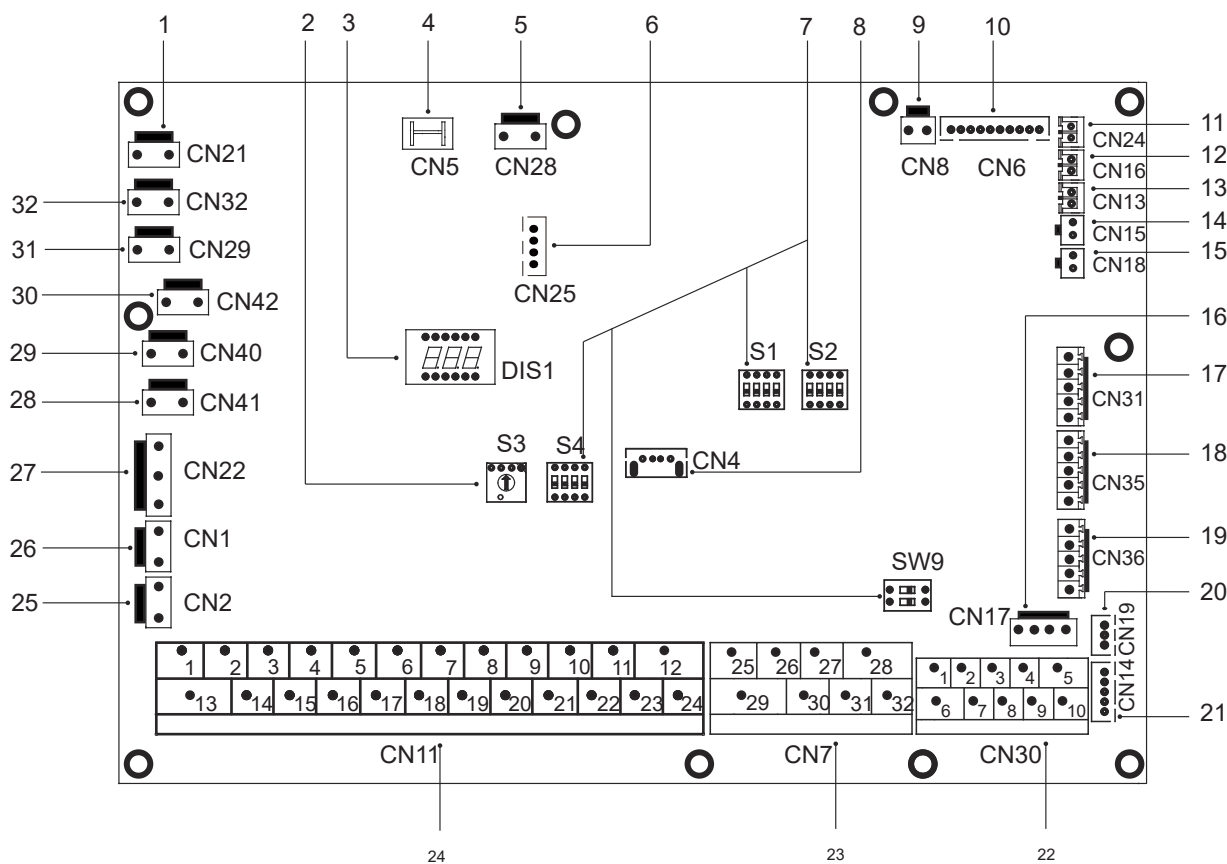 1 2 3 4 5 6 7 8 9 10
CN21
CN5
CN28
CN8
CN6
CN24
11
CN16
12
CN13
13
CN15
14
CN18
15
32
CN32
31
CN29
30
CN42
CN25
29
CN40
28
CN41
DIS1
S1
S2
16
CN31
17
27
CN22
S3
S4
CN4
CN35
18
26
CN1
CN36
19
25
CN2
SW9
CN17
CN19
20
CN14
21
1 2 3 4 5 6 7 8 9 10 11 12
13 14 15 16 17 18 19 20 21 22 23 24
CN11
25 26 27 28
29 30 31 32
CN7
1 2 3 4 5
6 7 8 9 10
CN30
24 23 22